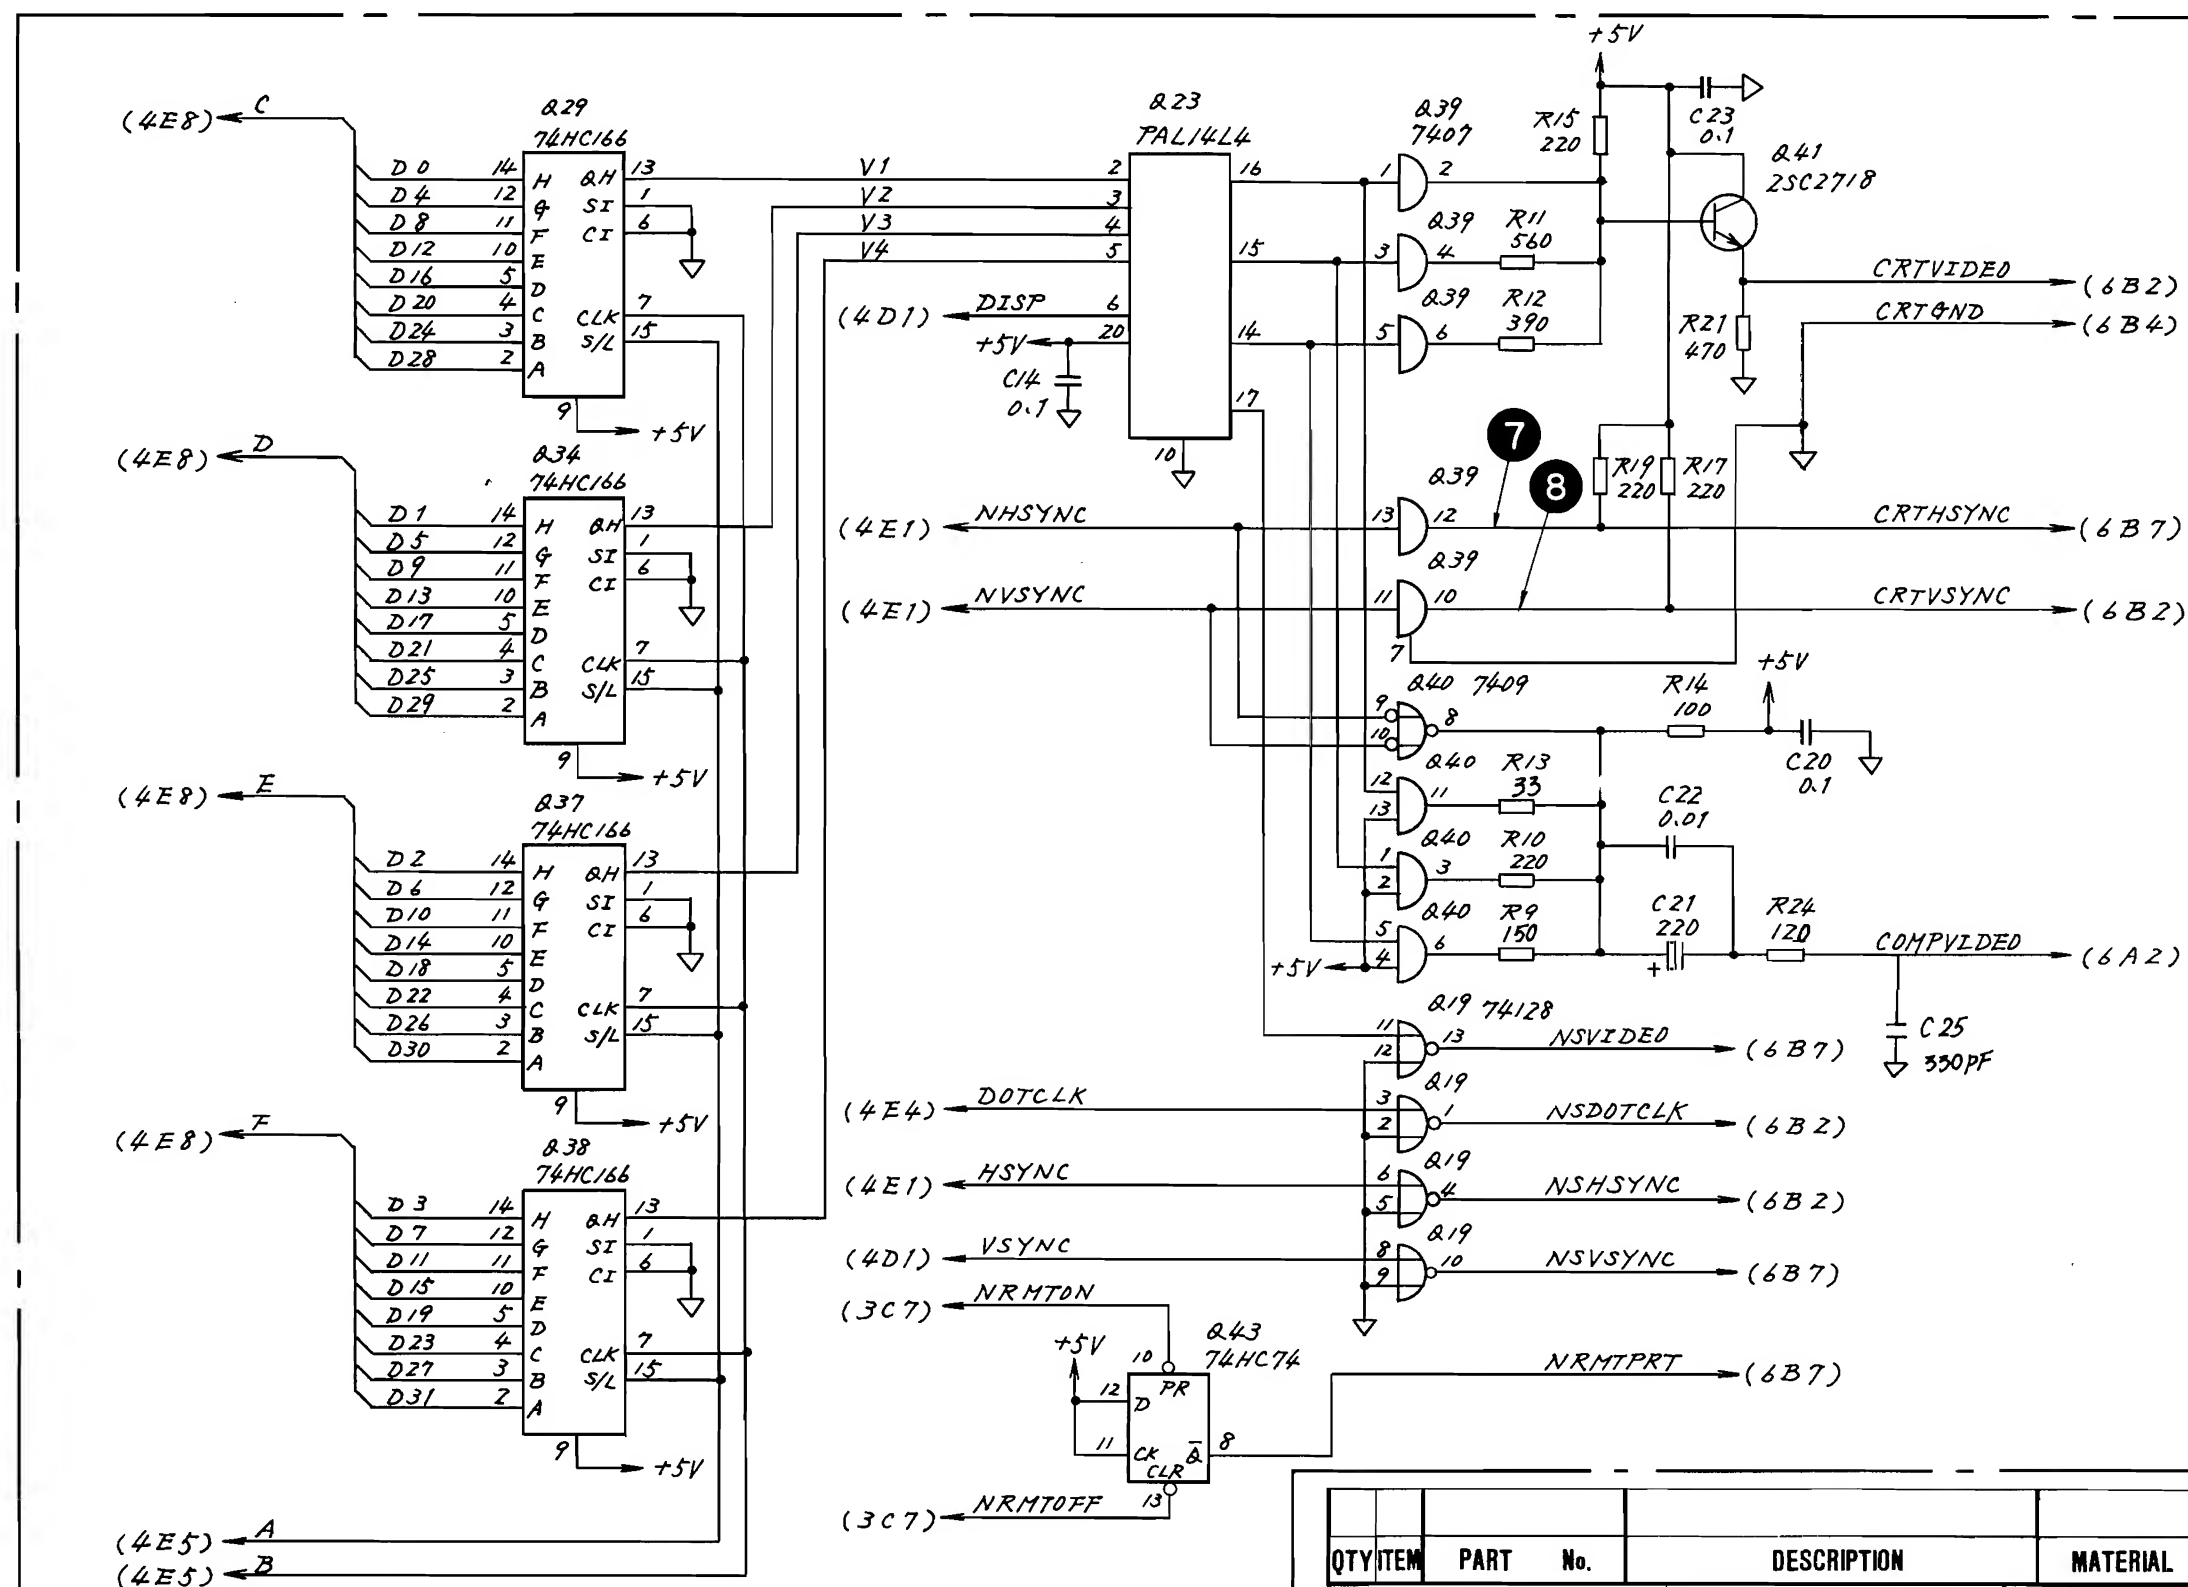 (4E8) C
Q29
74HC166
D0 14 H QH 13
D4 12 G SI 1
D8 11 F CI 6
D12 10 E
D16 5 D
D20 4 C CLK 7
D24 3 B S/L 15
D28 2 A
9 +5V
(4E8) D
Q34
74HC166
D1 14 H QH 13
D5 12 G SI 1
D9 11 F CI 6
D13 10 E
D17 5 D
D21 4 C CLK 7
D25 3 B S/L 15
D29 2 A
9 +5V
(4E8) E
Q37
74HC166
D2 14 H QH 13
D6 12 G SI 1
D10 11 F CI 6
D14 10 E
D18 5 D
D22 4 C CLK 7
D26 3 B S/L 15
D30 2 A
9 +5V
(4E8) F
Q38
74HC166
D3 14 H QH 13
D7 12 G SI 1
D11 11 F CI 6
D15 10 E
D19 5 D
D23 4 C CLK 7
D27 3 B S/L 15
D31 2 A
9 +5V
(4E5) A
(4E5) B
V1
V2
V3
V4
Q23
PAL14L4
2 16
3
4
5 15
(4D1) DISP 6
+5V 20 14
C14
0.1
17
10
+5V
Q39
7407
1 2
R15
220
C23
0.1
Q41
2SC2718
Q39
3 4
R11
560
Q39
5 6
R12
390
CRTVIDEO (6B2)
CRTGND (6B4)
R21
470
7
8
R19
220
R17
220
(4E1) NHSYNC
Q39
13 12
CRTHSYNC (6B7)
(4E1) NVSYNC
Q39
11 10
7
CRTVSYNC (6B2)
Q40 7409
9 8
10
R14
100
+5V
C20
0.1
Q40
12 11
13
R13
33
C22
0.01
Q40
1 3
2
R10
220
Q40
5 6
4
+5V
R9
150
C21
220
+
R24
120
COMPVIDEO (6A2)
C25
330PF
Q19 74128
11 13
12
NSVIDEO (6B7)
(4E4) DOTCLK
Q19
3 1
2
NSDOTCLK (6B2)
(4E1) HSYNC
Q19
6 4
5
NSHSYNC (6B2)
(4D1) VSYNC
Q19
8 10
9
NSVSYNC (6B7)
(3C7) NRMTON
+5V
Q43
74HC74
10
PR
12 D
11 CK Q̅ 8
CLR
13
NRMTPRT (6B7)
(3C7) NRMTOFF
QTY ITEM PART No. DESCRIPTION MATERIAL